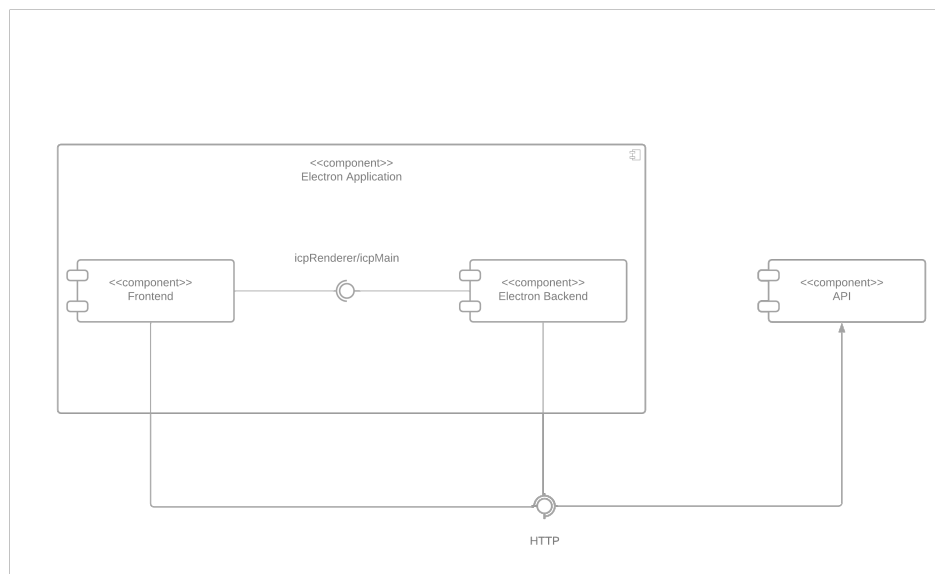 <<component>>
Electron Application
icpRenderer/icpMain
<<component>>
Frontend
<<component>>
Electron Backend
<<component>>
API
HTTP